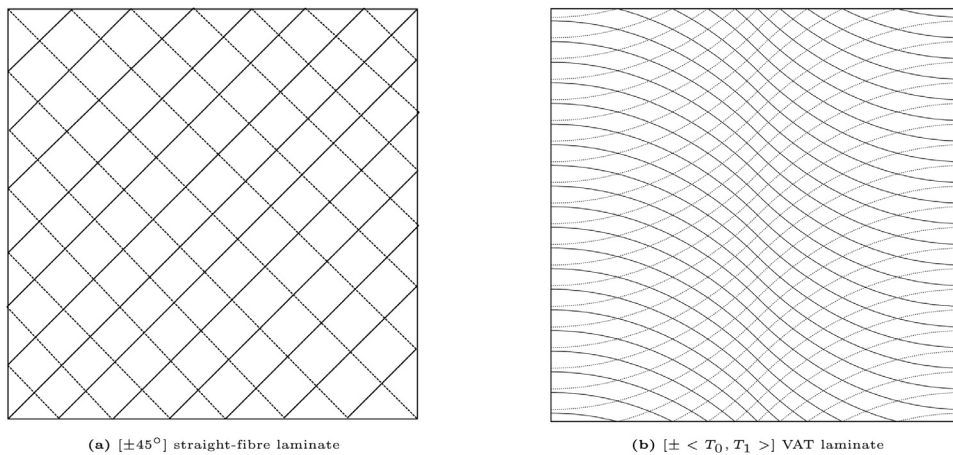 (a) [±45°] straight-fibre laminate
(b) [± < T₀, T₁ >] VAT laminate